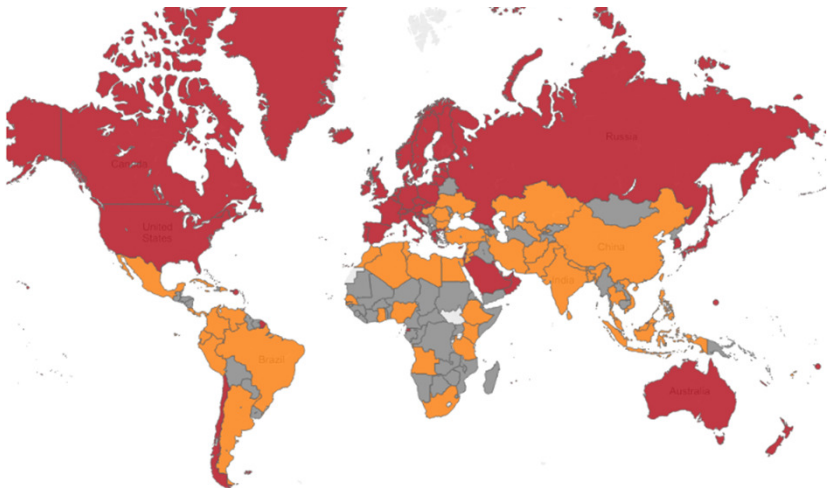 Canada
Russia
United
States
China
India
Brazil
Australia